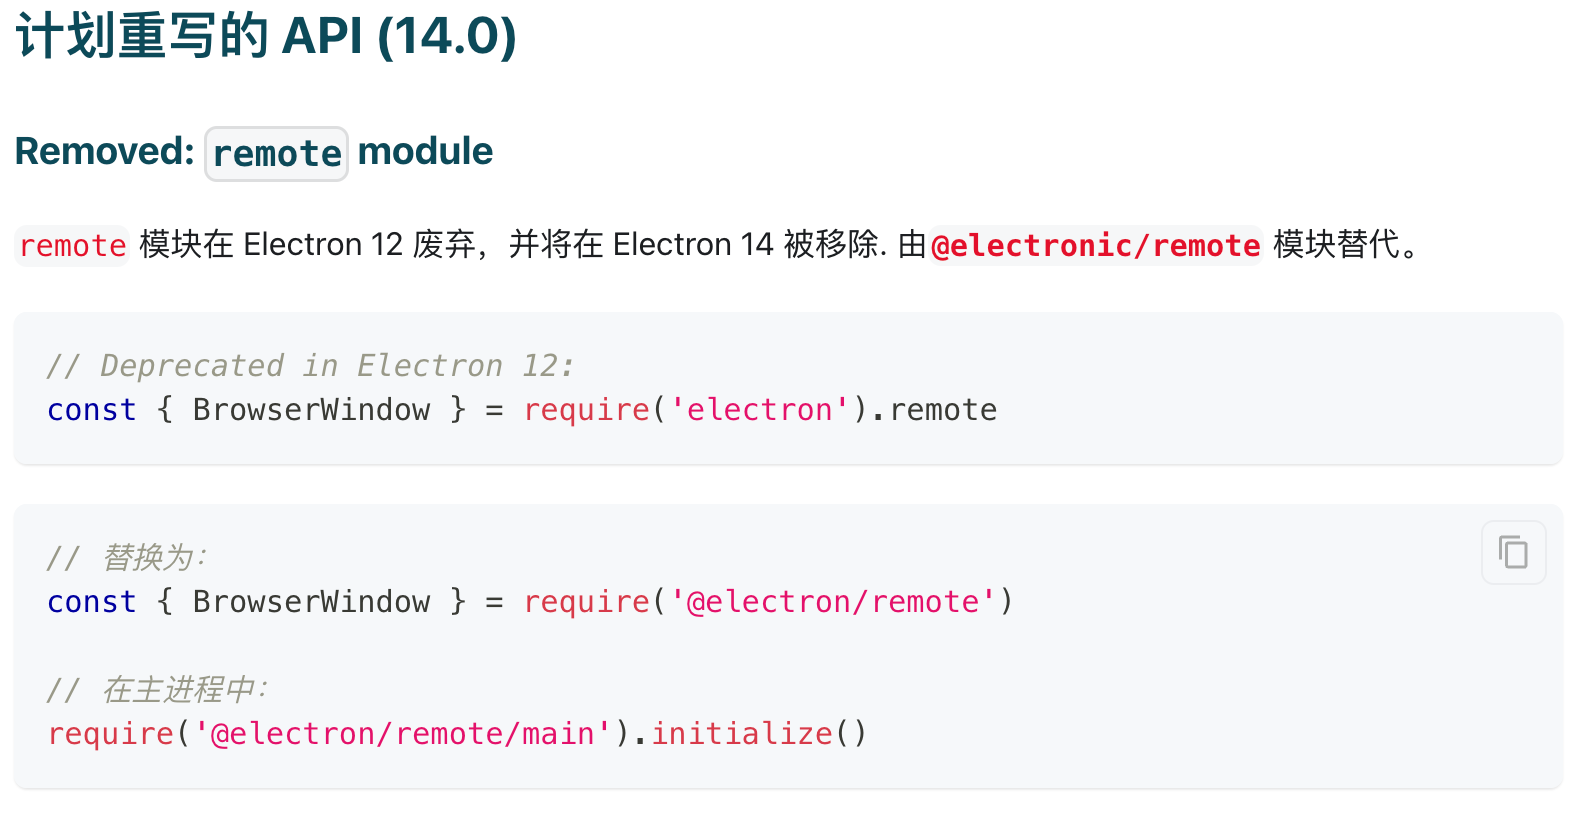 计划重写的 API (14.0)
Removed: remote module
remote 模块在 Electron 12 废弃，并将在 Electron 14 被移除. 由@electronic/remote 模块替代。
// Deprecated in Electron 12:
const { BrowserWindow } = require('electron').remote
// 替换为：
const { BrowserWindow } = require('@electron/remote')
// 在主进程中：
require('@electron/remote/main').initialize()